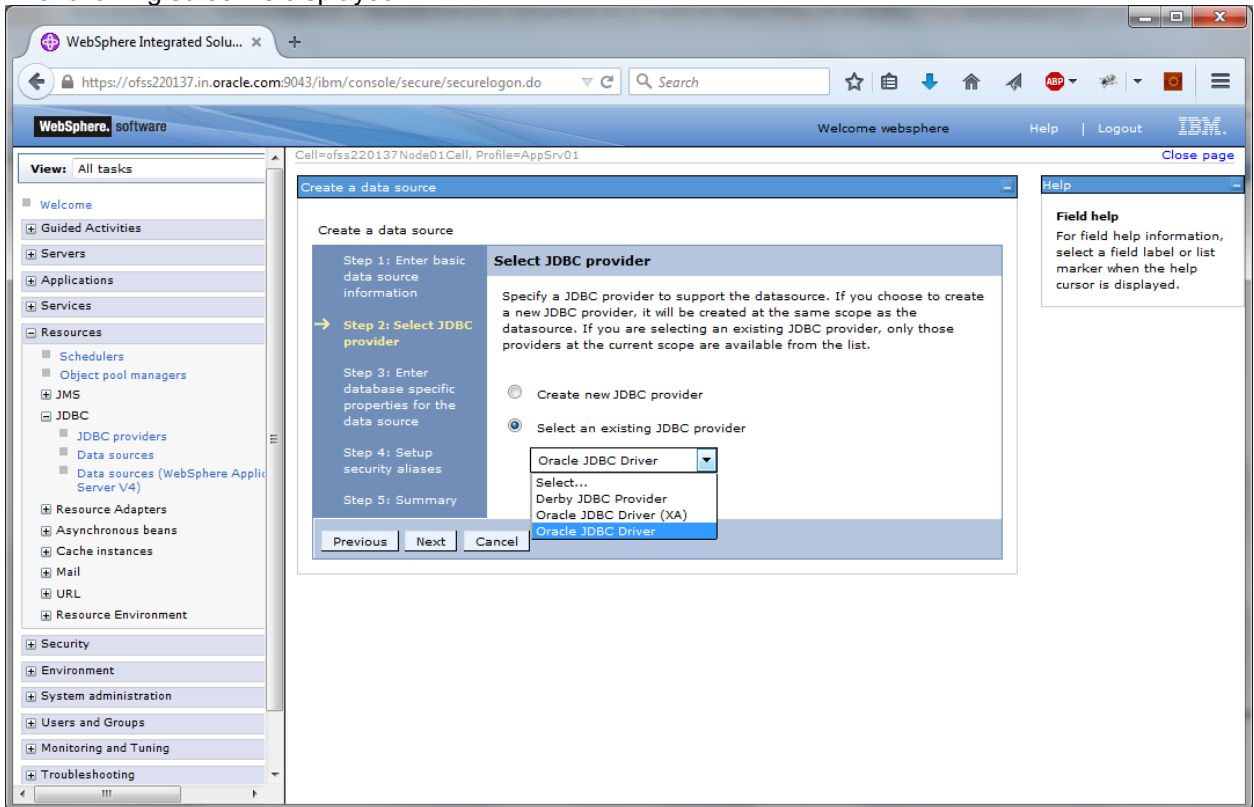 WebSphere Integrated Solu...
https://ofss220137.in.oracle.com:9043/ibm/console/secure/securelogon.do
Search
ABP
WebSphere. software
Welcome websphere
Help | Logout
IBM.
View: All tasks
Welcome
Guided Activities
Servers
Applications
Services
Resources
Schedulers
Object pool managers
JMS
JDBC
JDBC providers
Data sources
Data sources (WebSphere Applic
Server V4)
Resource Adapters
Asynchronous beans
Cache instances
Mail
URL
Resource Environment
Security
Environment
System administration
Users and Groups
Monitoring and Tuning
Troubleshooting
Cell=ofss220137Node01Cell, Profile=AppSrv01
Close page
Create a data source
Create a data source
Step 1: Enter basic
data source
information
Step 2: Select JDBC
provider
Step 3: Enter
database specific
properties for the
data source
Step 4: Setup
security aliases
Step 5: Summary
Select JDBC provider
Specify a JDBC provider to support the datasource. If you choose to create
a new JDBC provider, it will be created at the same scope as the
datasource. If you are selecting an existing JDBC provider, only those
providers at the current scope are available from the list.
Create new JDBC provider
Select an existing JDBC provider
Oracle JDBC Driver
Select...
Derby JDBC Provider
Oracle JDBC Driver (XA)
Oracle JDBC Driver
Previous
Next
Cancel
Help
Field help
For field help information,
select a field label or list
marker when the help
cursor is displayed.